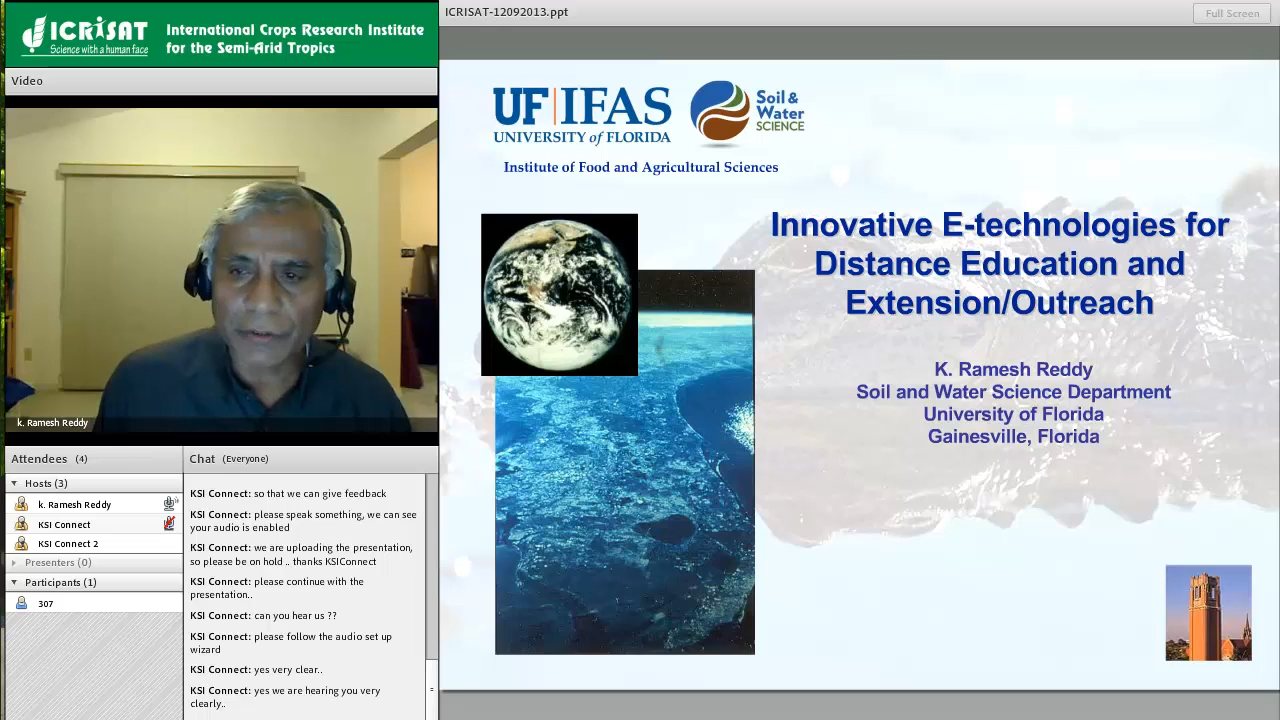 ICRISAT
Science with a human face
International Crops Research Institute
for the Semi-Arid Tropics
Video
k. Ramesh Reddy
Attendees (4)
Hosts (3)
k. Ramesh Reddy
KSI Connect
KSI Connect 2
Presenters (0)
Participants (1)
307
Chat (Everyone)
KSI Connect: so that we can give feedback
KSI Connect: please speak something, we can see
your audio is enabled
KSI Connect: we are uploading the presentation,
so please be on hold .. thanks KSIConnect
KSI Connect: please continue with the
presentation..
KSI Connect: can you hear us ??
KSI Connect: please follow the audio set up
wizard
KSI Connect: yes very clear..
KSI Connect: yes we are hearing you very
clearly..
ICRISAT-12092013.ppt
Full Screen
UF|IFAS
UNIVERSITY of FLORIDA
Soil &
Water
SCIENCE
Institute of Food and Agricultural Sciences
Innovative E-technologies for
Distance Education and
Extension/Outreach
K. Ramesh Reddy
Soil and Water Science Department
University of Florida
Gainesville, Florida